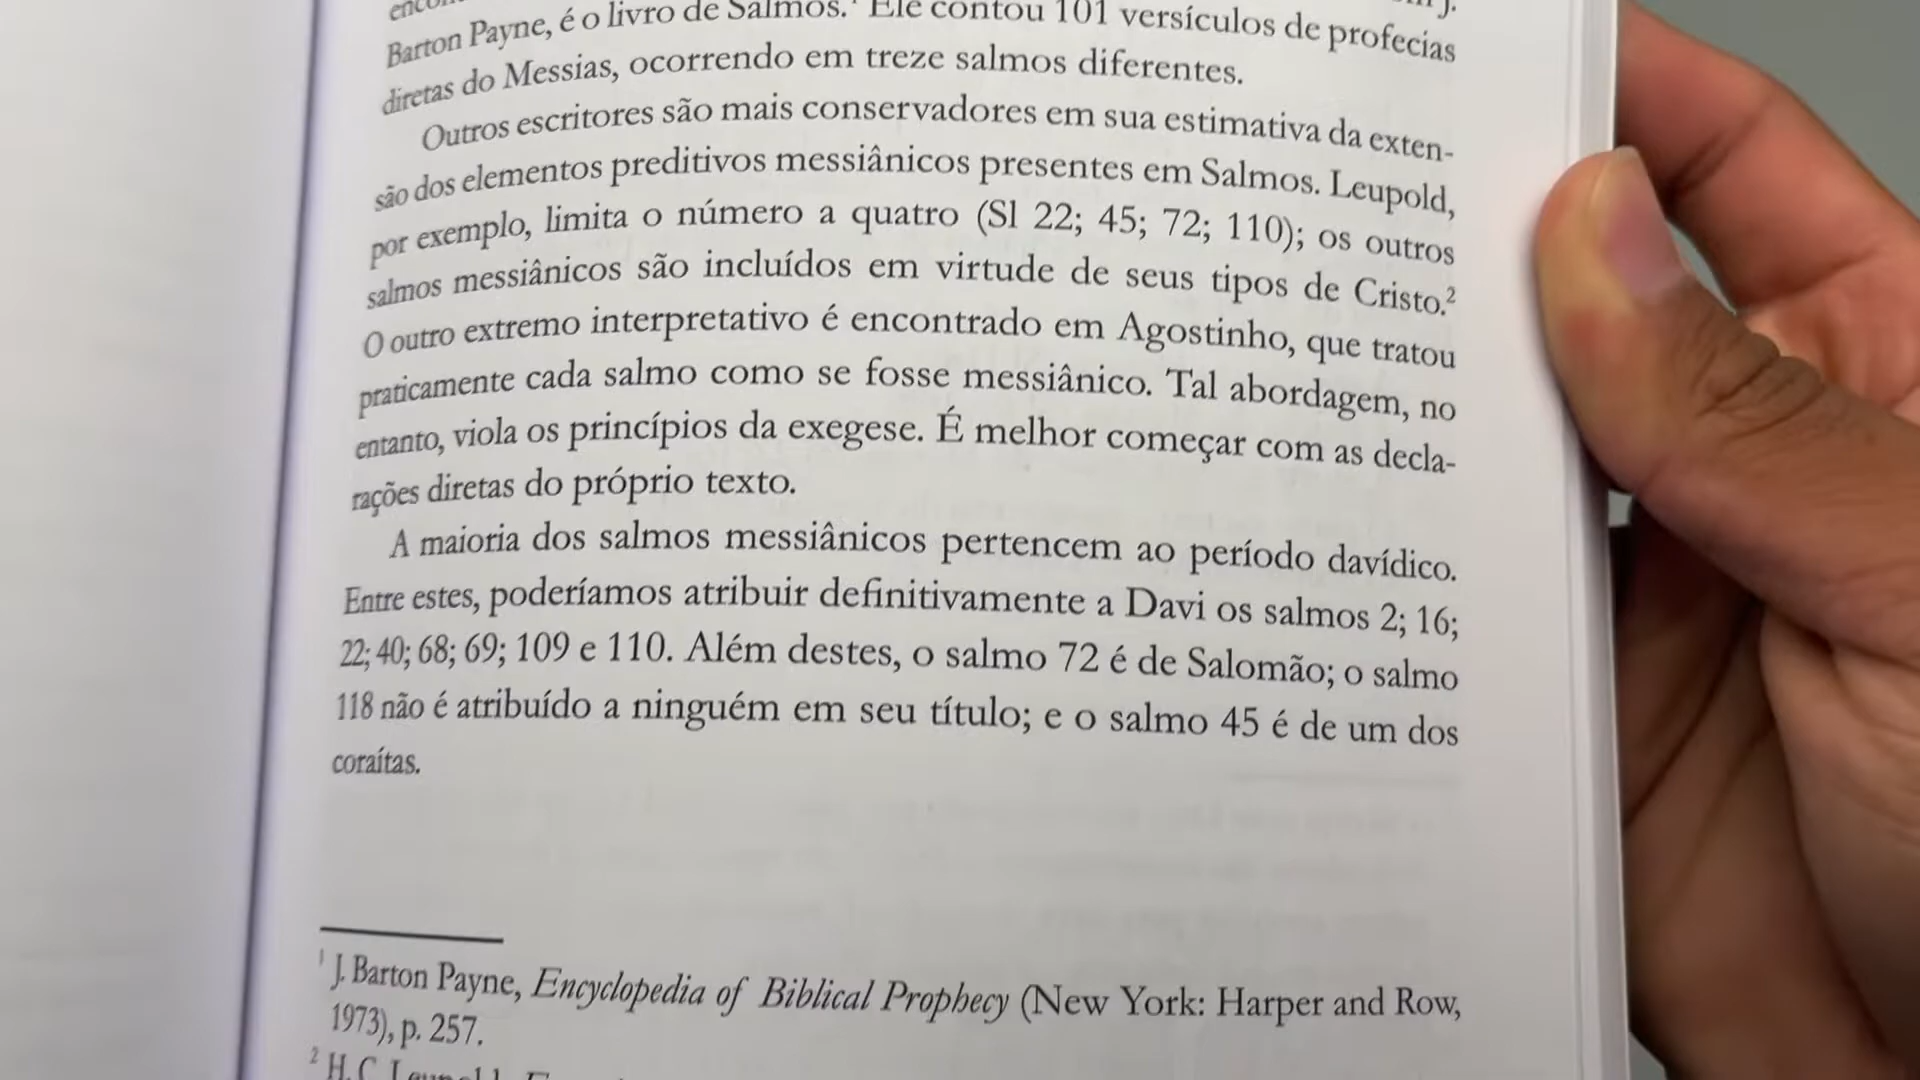 Barton Payne, é o livro de Salmos.¹ Ele contou 101 versículos de profecias
diretas do Messias, ocorrendo em treze salmos diferentes.
Outros escritores são mais conservadores em sua estimativa da exten-
são dos elementos preditivos messiânicos presentes em Salmos. Leupold,
por exemplo, limita o número a quatro (Sl 22; 45; 72; 110); os outros
salmos messiânicos são incluídos em virtude de seus tipos de Cristo.²
O outro extremo interpretativo é encontrado em Agostinho, que tratou
praticamente cada salmo como se fosse messiânico. Tal abordagem, no
entanto, viola os princípios da exegese. É melhor começar com as decla-
rações diretas do próprio texto.
A maioria dos salmos messiânicos pertencem ao período davídico.
Entre estes, poderíamos atribuir definitivamente a Davi os salmos 2; 16;
22; 40; 68; 69; 109 e 110. Além destes, o salmo 72 é de Salomão; o salmo
118 não é atribuído a ninguém em seu título; e o salmo 45 é de um dos
coraítas.
¹ J. Barton Payne, Encyclopedia of Biblical Prophecy (New York: Harper and Row,
1973), p. 257.
² H. C. Leupold,